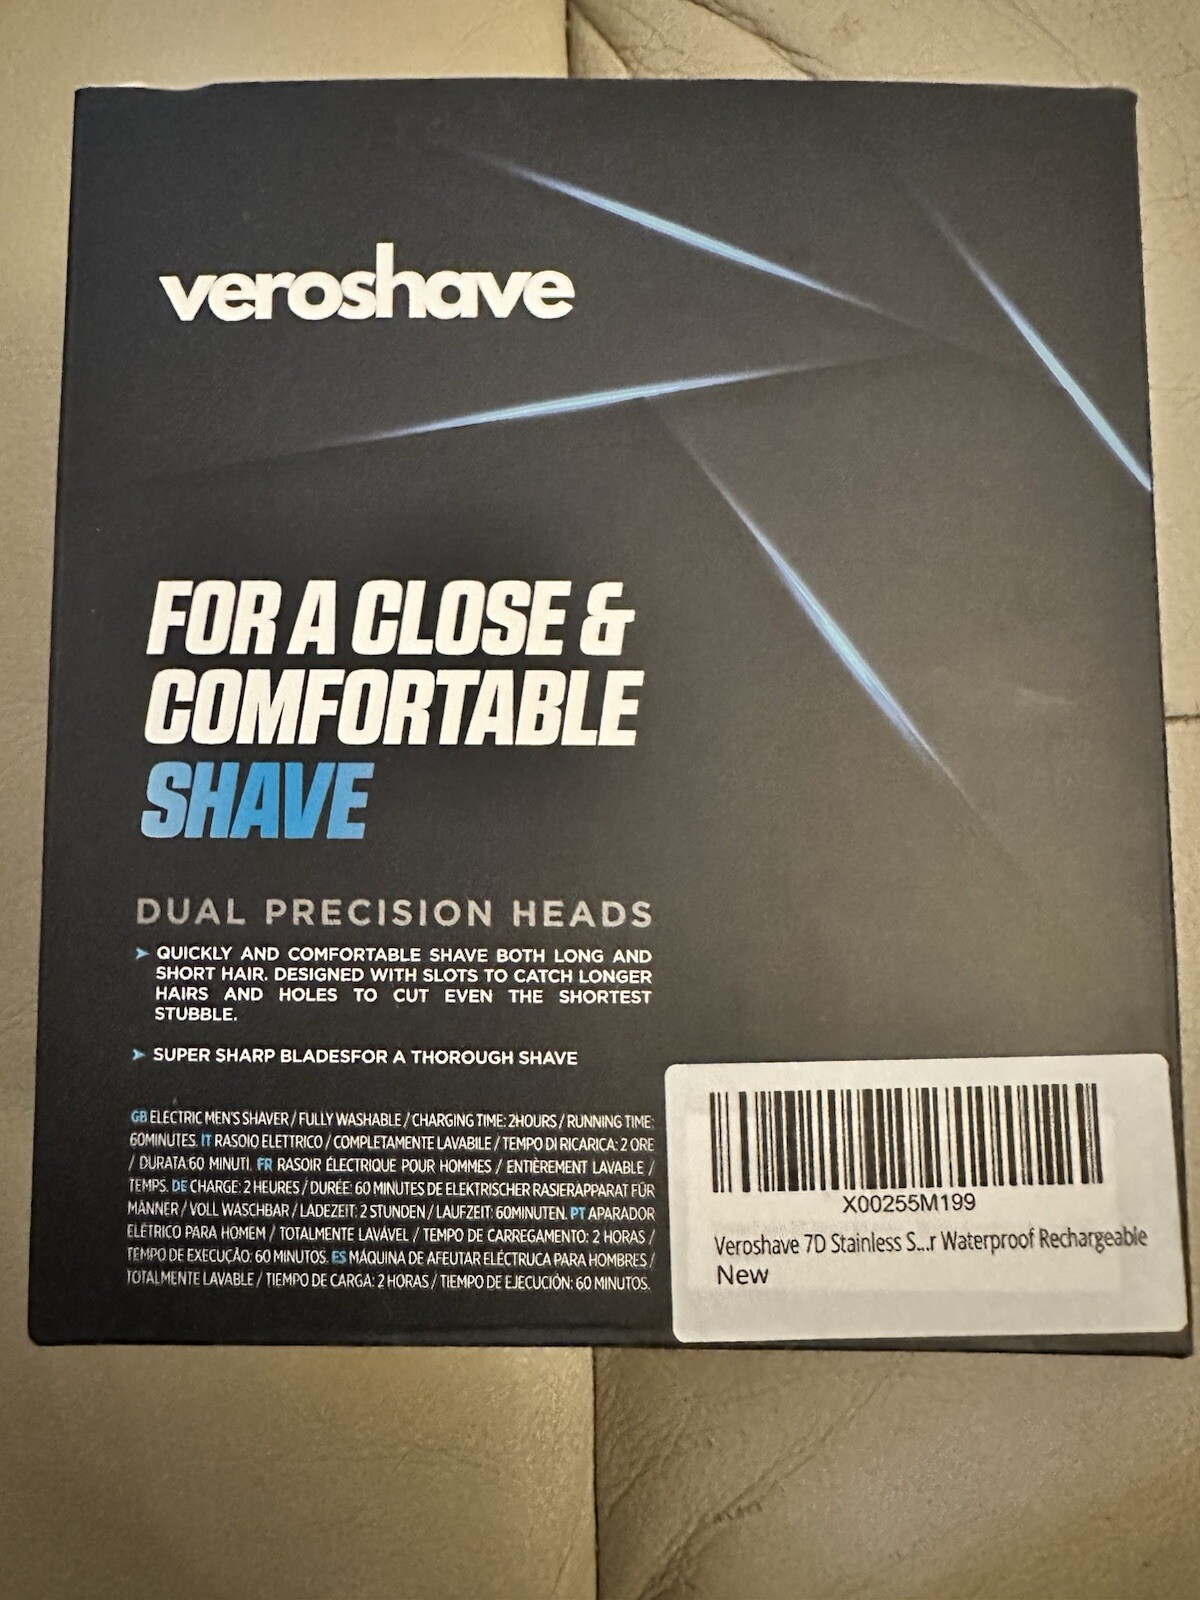 veroshave
FOR A CLOSE &
COMFORTABLE
SHAVE
DUAL PRECISION HEADS
➤ QUICKLY AND COMFORTABLE SHAVE BOTH LONG AND
SHORT HAIR. DESIGNED WITH SLOTS TO CATCH LONGER
HAIRS AND HOLES TO CUT EVEN THE SHORTEST
STUBBLE.
➤ SUPER SHARP BLADESFOR A THOROUGH SHAVE
GB ELECTRIC MEN'S SHAVER / FULLY WASHABLE / CHARGING TIME: 2HOURS / RUNNING TIME:
60MINUTES. IT RASOIO ELETTRICO / COMPLETAMENTE LAVABILE / TEMPO DI RICARICA: 2 ORE
/ DURATA:60 MINUTI. FR RASOIR ÉLECTRIQUE POUR HOMMES / ENTIÈREMENT LAVABLE /
TEMPS. DE CHARGE: 2 HEURES / DURÉE: 60 MINUTES DE ELEKTRISCHER RASIERAPPARAT FÜR
MÄNNER / VOLL WASCHBAR / LADEZEIT: 2 STUNDEN / LAUFZEIT: 60MINUTEN. PT APARADOR
ELÉTRICO PARA HOMEM / TOTALMENTE LAVÁVEL / TEMPO DE CARREGAMENTO: 2 HORAS /
TEMPO DE EXECUÇÃO: 60 MINUTOS. ES MÁQUINA DE AFEUTAR ELÉCTRUCA PARA HOMBRES /
TOTALMENTE LAVABLE / TIEMPO DE CARGA: 2 HORAS / TIEMPO DE EJECUCIÓN: 60 MINUTOS.
X00255M199
Veroshave 7D Stainless S...r Waterproof Rechargeable
New